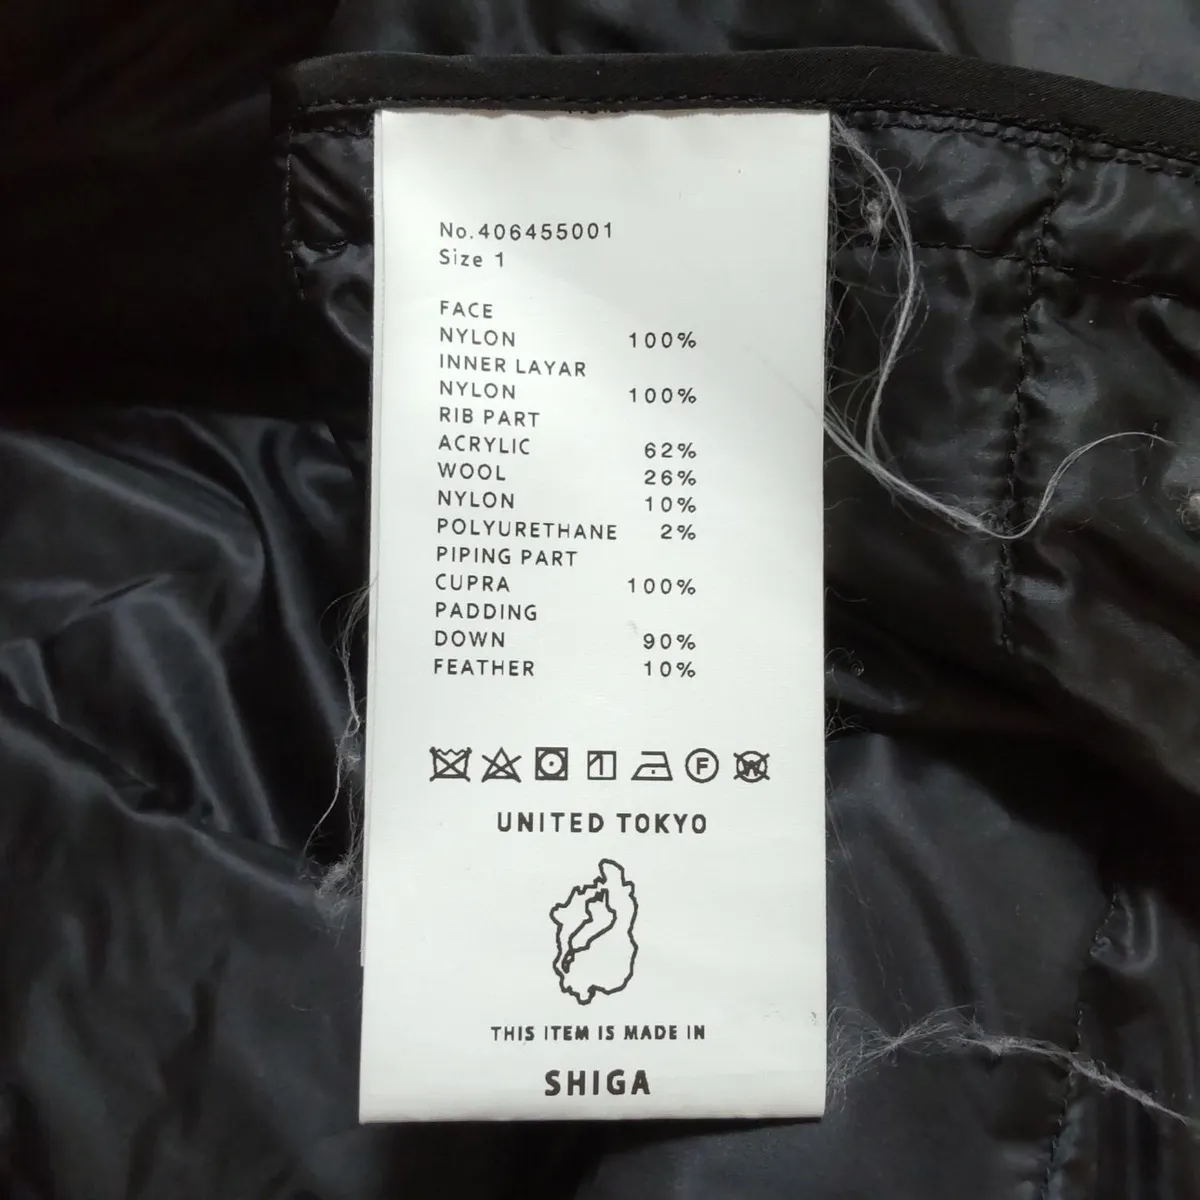 No.406455001
Size 1
FACE
NYLON 100%
INNER LAYAR
NYLON 100%
RIB PART
ACRYLIC 62%
WOOL 26%
NYLON 10%
POLYURETHANE 2%
PIPING PART
CUPRA 100%
PADDING
DOWN 90%
FEATHER 10%
F W
UNITED TOKYO
THIS ITEM IS MADE IN
SHIGA